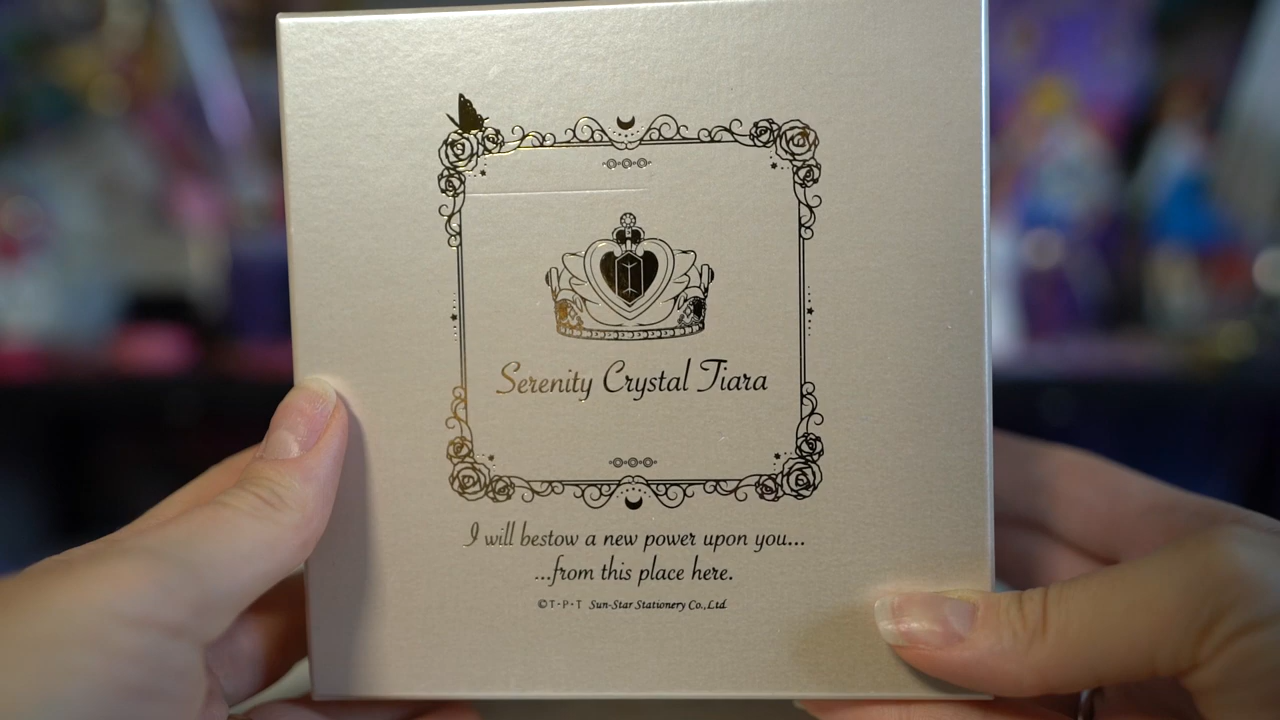 Serenity Crystal Tiara
I will bestow a new power upon you...
...from this place here.
©T・P・T Sun-Star Stationery Co.,Ltd.